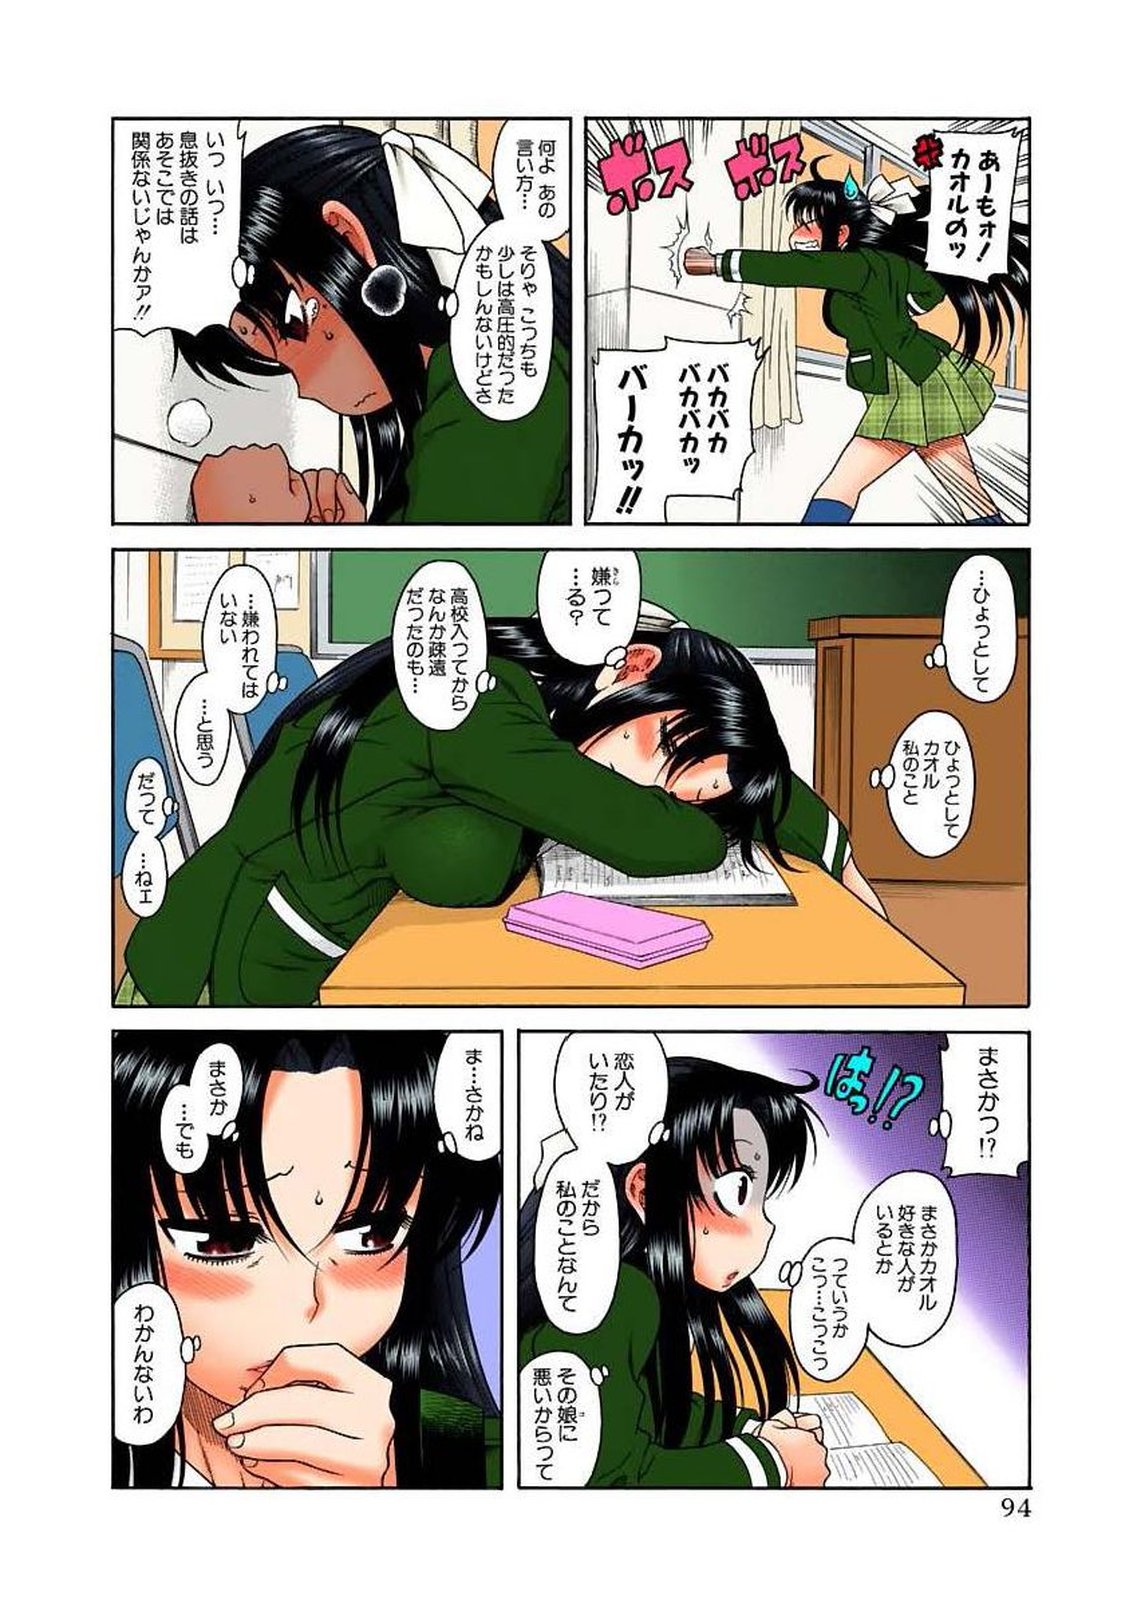 あーもォ!
カオルのッ
ボス
ボス
バカバカ
バカバカッ
バーカッ!!
何よ あの
言い方…
そりゃ こっちも
少しは高圧的だった
かもしんないけどさ
いっ いっ…
息抜きの話は
あそこでは
関係ないじゃんかァ!!
…ひょっとして
ひょっとして
カオル
私のこと
嫌って
きら
…る?
高校入ってから
なんか疎遠
だったのも…
…嫌われては
いない
…と思う
だって
…ねェ
まさかっ!?
はっ!?
まさかカオル
好きな人が
いるとか
っていうか
こっ…こっこっ
恋人が
いたり!?
だから
私のことなんて
その娘に
コ
悪いからって
ま…さかね
まさか
…でも
わかんないわ
94